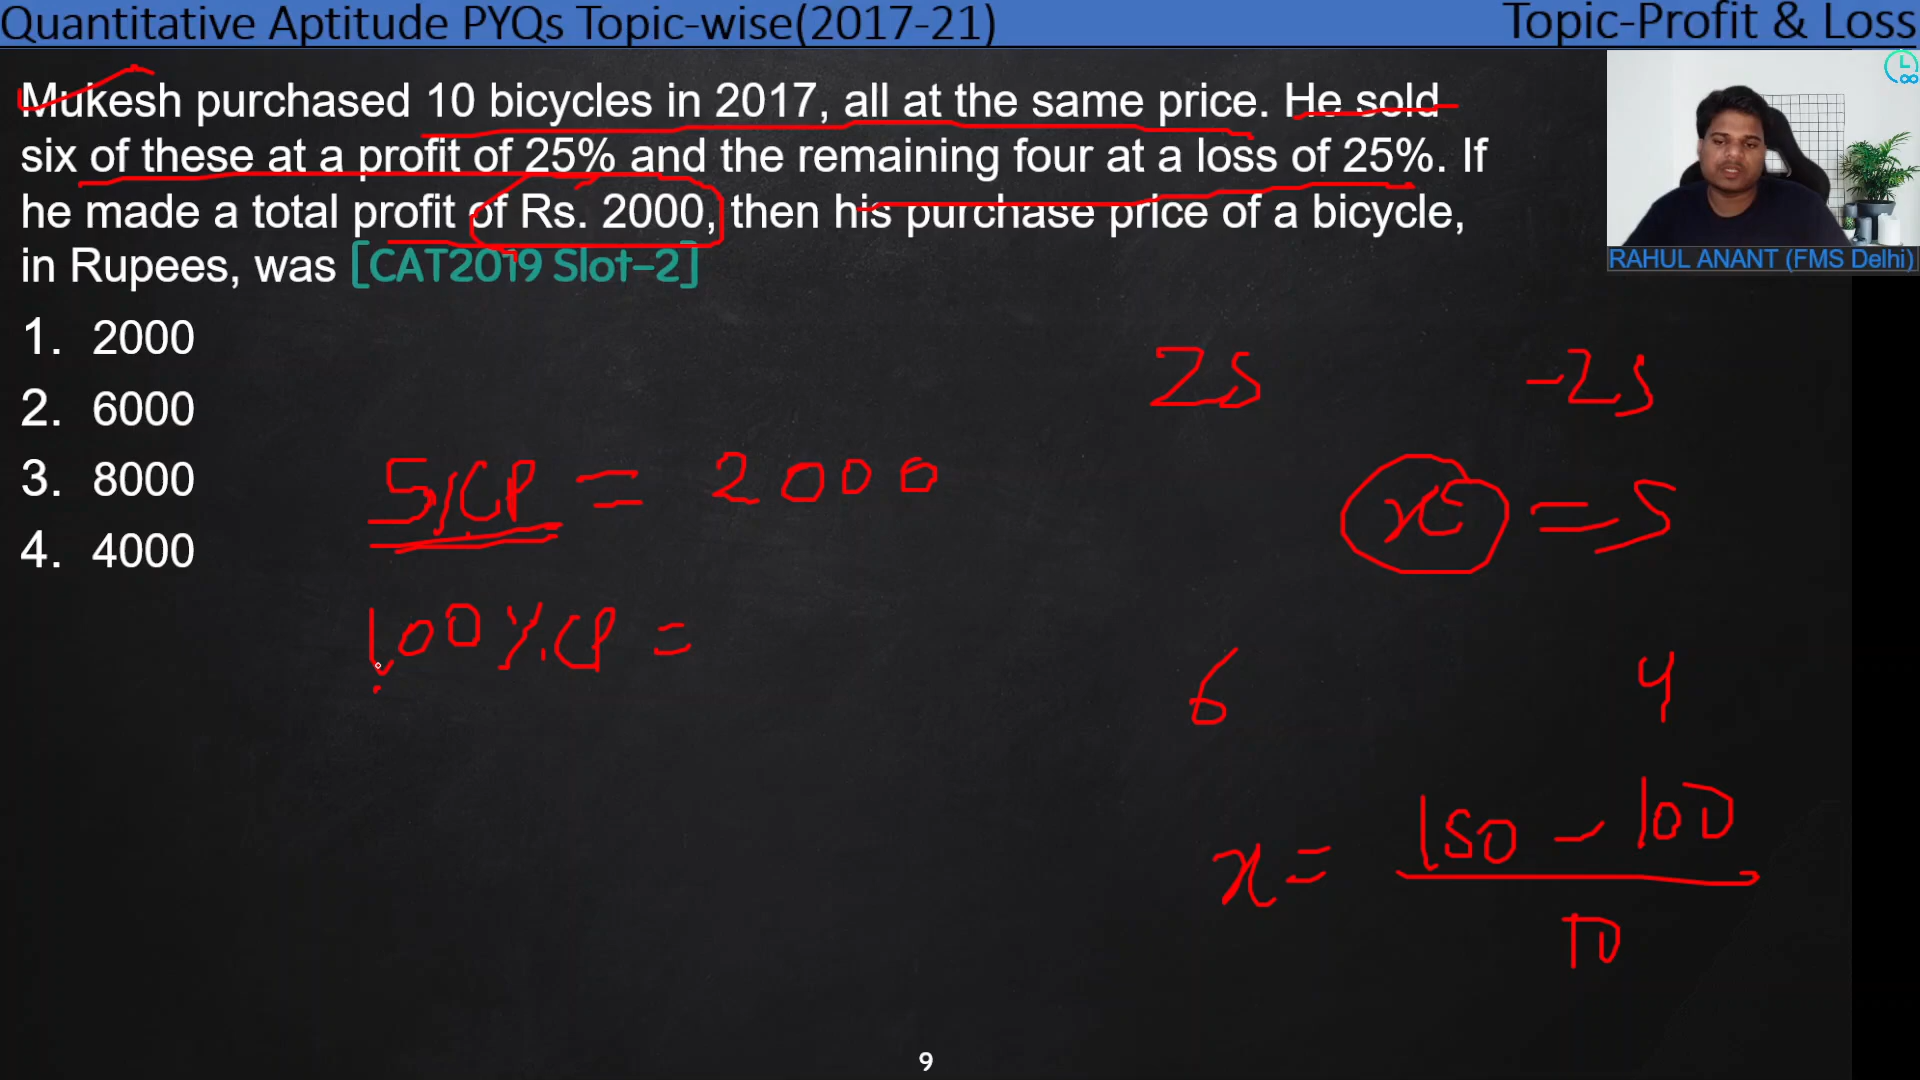 Quantitative Aptitude PYQs Topic-wise(2017-21)
Topic-Profit & Loss
Mukesh purchased 10 bicycles in 2017, all at the same price. He sold
six of these at a profit of 25% and the remaining four at a loss of 25%. If
he made a total profit of Rs. 2000, then his purchase price of a bicycle,
in Rupees, was [CAT2019 Slot-2]
RAHUL ANANT (FMS Delhi)
1. 2000
2. 6000
3. 8000
4. 4000
25 -25
5%CP = 2000
x = 5
100%CP =
6 4
x = 150 - 100
10
9